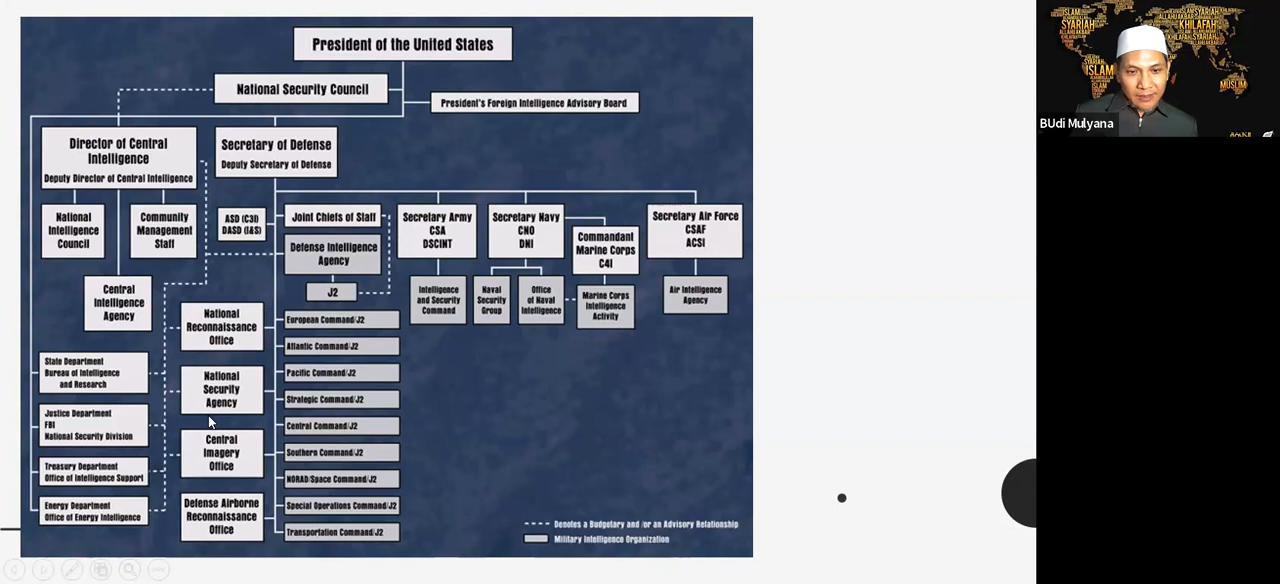 President of the United States
National Security Council
President's Foreign Intelligence Advisory Board
Director of Central
Intelligence
Deputy Director of Central Intelligence
Secretary of Defense
Deputy Secretary of Defense
National
Intelligence
Council
Community
Management
Staff
Central
Intelligence
Agency
ASD (C3I)
DASD (I&S)
Joint Chiefs of Staff
Defense Intelligence
Agency
J2
Secretary Army
CSA
DSCINT
Secretary Navy
CNO
DNI
Commandant
Marine Corps
C4I
Secretary Air Force
CSAF
ACSI
Intelligence
and Security
Command
Naval
Security
Group
Office
of Naval
Intelligence
Marine Corps
Intelligence
Activity
Air Intelligence
Agency
National
Reconnaissance
Office
National
Security
Agency
Central
Imagery
Office
Defense Airborne
Reconnaissance
Office
European Command/J2
Atlantic Command/J2
Pacific Command/J2
Strategic Command/J2
Central Command/J2
Southern Command/J2
NORAD/Space Command/J2
Special Operations Command/J2
Transportation Command/J2
State Department
Bureau of Intelligence
and Research
Justice Department
FBI
National Security Division
Treasury Department
Office of Intelligence Support
Energy Department
Office of Energy Intelligence
Denotes a Budgetary and /or an Advisory Relationship
Military Intelligence Organization
ISLAM
SYARIAH
ALLAHUAKBAR
SYARIAH
KHILAFAH
ISLAM
MUSLIM
BUdi Mulyana